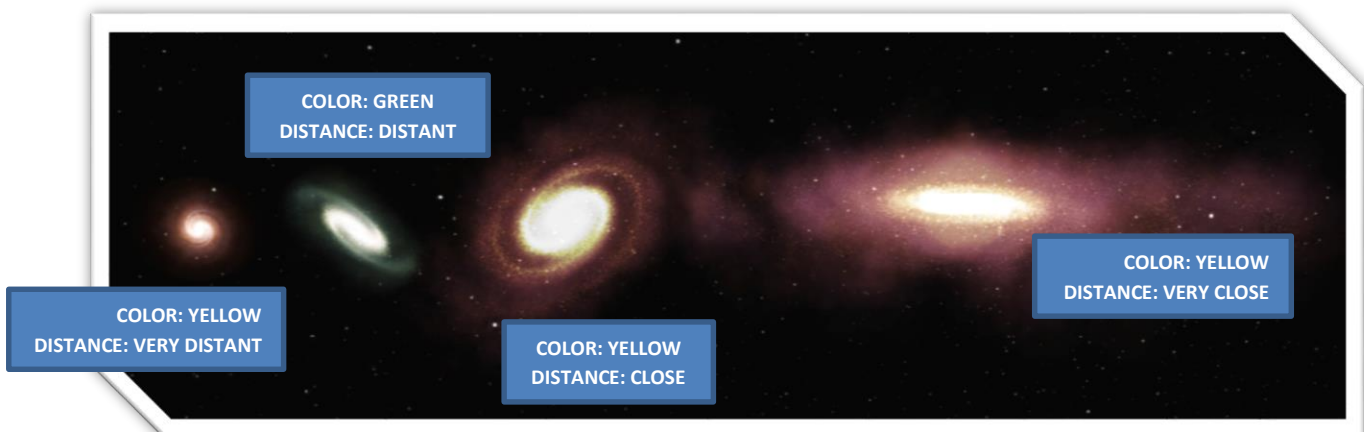 COLOR: GREEN
DISTANCE: DISTANT
COLOR: YELLOW
DISTANCE: VERY DISTANT
COLOR: YELLOW
DISTANCE: CLOSE
COLOR: YELLOW
DISTANCE: VERY CLOSE